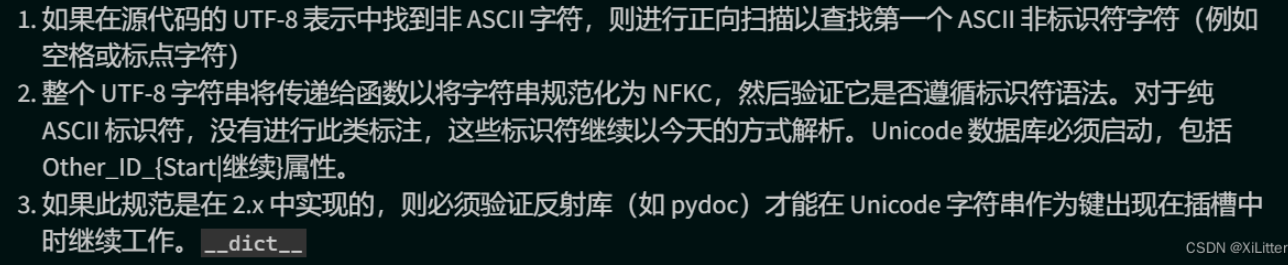 1. 如果在源代码的 UTF-8 表示中找到非 ASCII 字符，则进行正向扫描以查找第一个 ASCII 非标识符字符（例如
空格或标点字符）
2. 整个 UTF-8 字符串将传递给函数以将字符串规范化为 NFKC，然后验证它是否遵循标识符语法。对于纯
ASCII 标识符，没有进行此类标注，这些标识符继续以今天的方式解析。Unicode 数据库必须启动，包括
Other_ID_{Start|继续}属性。
3. 如果此规范是在 2.x 中实现的，则必须验证反射库（如 pydoc）才能在 Unicode 字符串作为键出现在插槽中
时继续工作。__dict__
CSDN @XiLitter